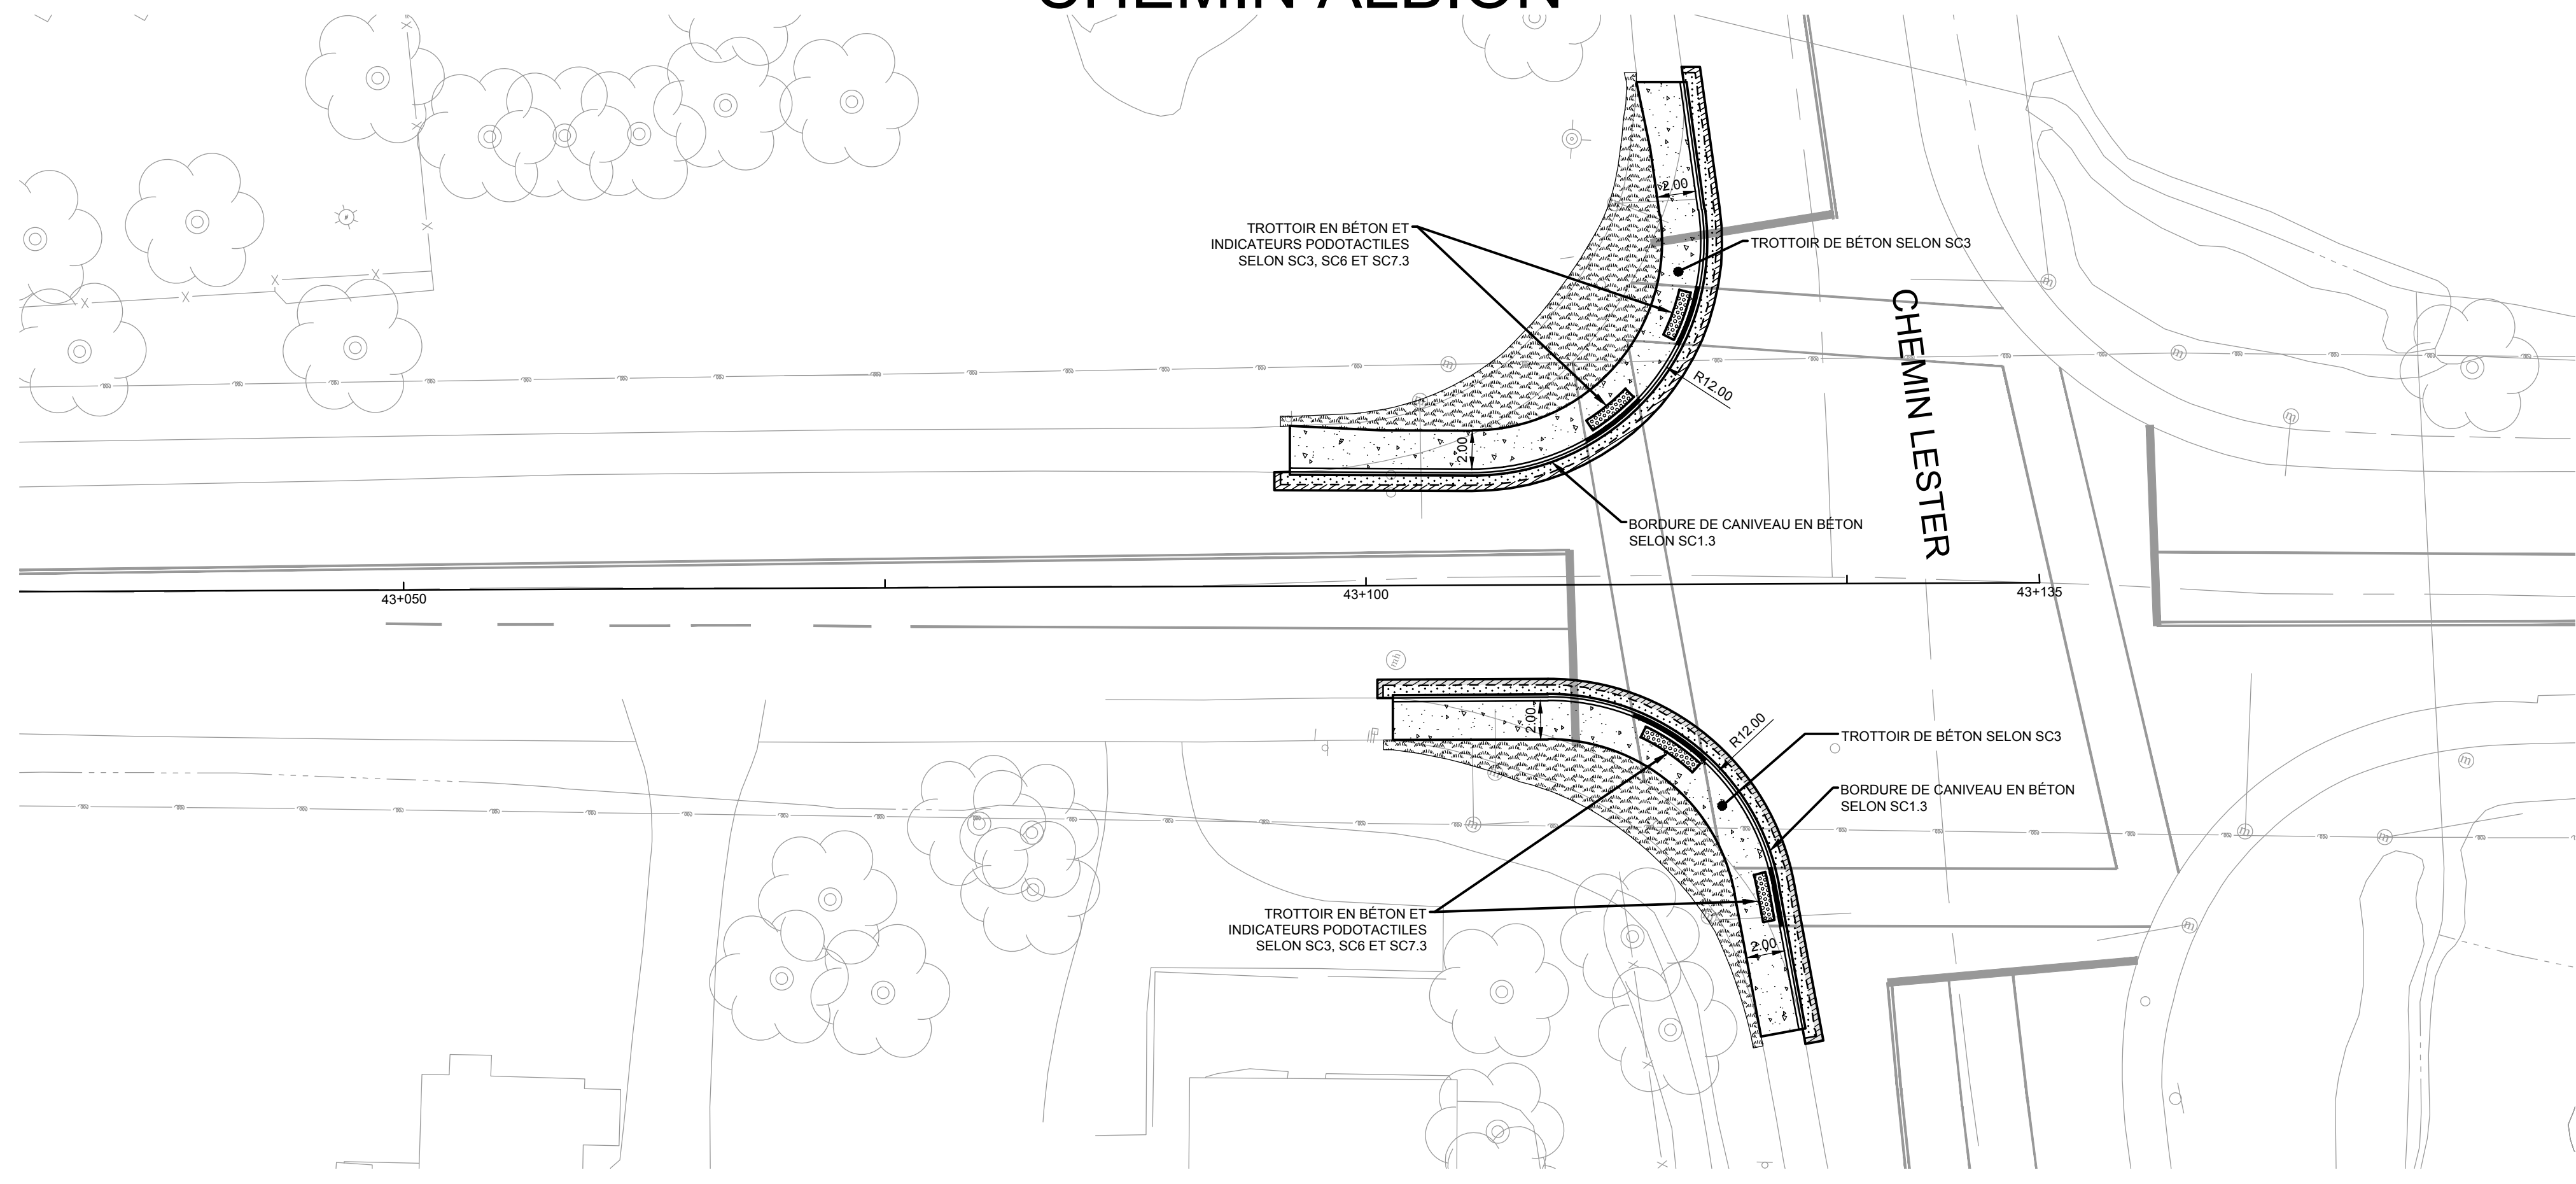 CHEMIN ALBION
2.00
TROTTOIR EN BÉTON ET
INDICATEURS PODOTACTILES
SELON SC3, SC6 ET SC7.3
TROTTOIR DE BÉTON SELON SC3
R12.00
CHEMIN LESTER
2.00
BORDURE DE CANIVEAU EN BÉTON
SELON SC1.3
43+050
43+100
43+135
mh
2.00
R12.00
TROTTOIR DE BÉTON SELON SC3
BORDURE DE CANIVEAU EN BÉTON
SELON SC1.3
TROTTOIR EN BÉTON ET
INDICATEURS PODOTACTILES
SELON SC3, SC6 ET SC7.3
2.00